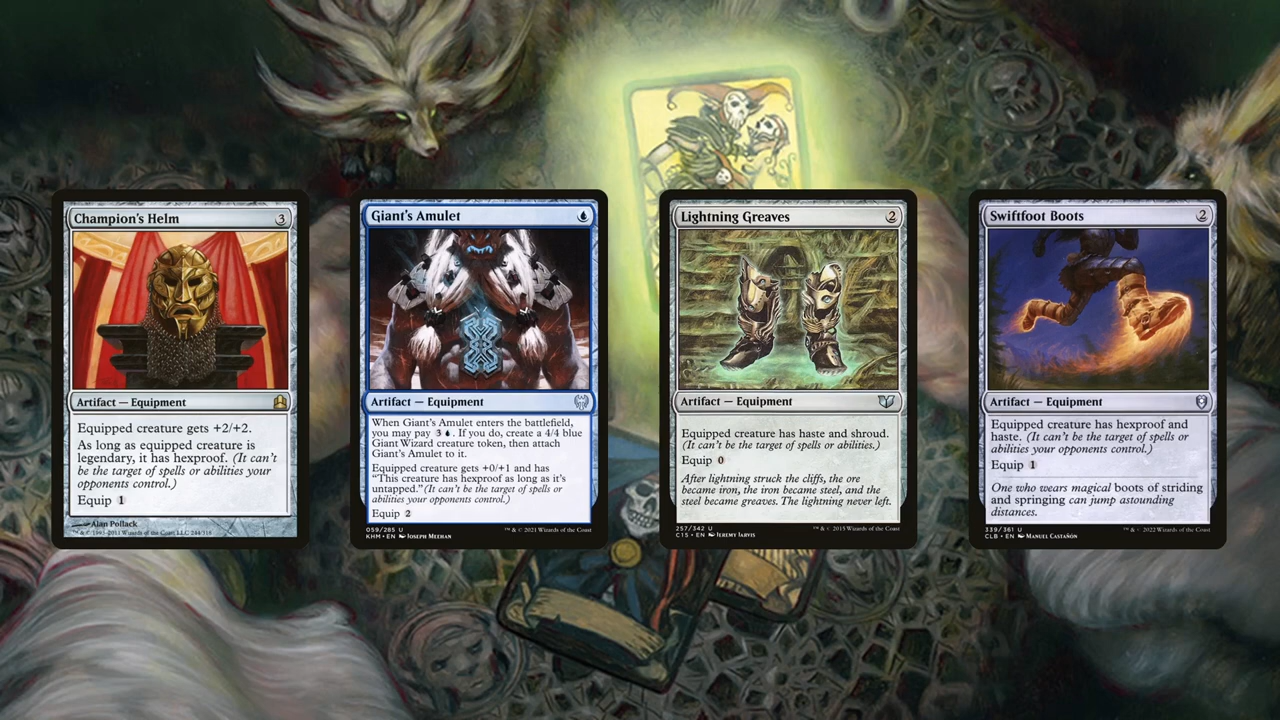 Champion's Helm 3
Artifact — Equipment
Equipped creature gets +2/+2.
As long as equipped creature is
legendary, it has hexproof. (It can't
be the target of spells or abilities your
opponents control.)
Equip 1
Alan Pollack
Giant's Amulet
Artifact — Equipment
When Giant's Amulet enters the battlefield,
you may pay 3 . If you do, create a 4/4 blue
Giant Wizard creature token, then attach
Giant's Amulet to it.
Equipped creature gets +0/+1 and has
"This creature has hexproof as long as it's
untapped." (It can't be the target of spells or
abilities your opponents control.)
Equip 2
059/285 U
KHM • EN Joseph Meehan
™ & © 2021 Wizards of the Coast
Lightning Greaves 2
Artifact — Equipment
Equipped creature has haste and shroud.
(It can't be the target of spells or abilities.)
Equip 0
After lightning struck the cliffs, the ore
became iron, the iron became steel, and the
steel became greaves. The lightning never left.
257/342 U
C15 • EN Jeremy Jarvis
™ & © 2015 Wizards of the Coast
Swiftfoot Boots 2
Artifact — Equipment
Equipped creature has hexproof and
haste. (It can't be the target of spells or
abilities your opponents control.)
Equip 1
One who wears magical boots of striding
and springing can jump astounding
distances.
339/361 U
CLB • EN Manuel Castañón
™ & © 2022 Wizards of the Coast